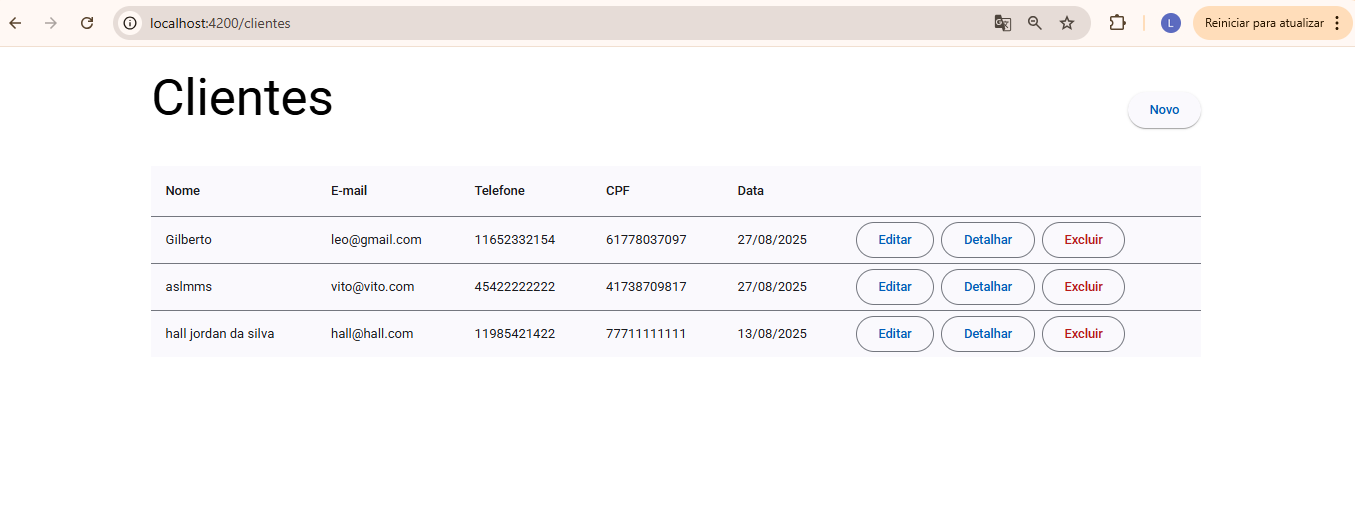 localhost:4200/clientes
L
Reiniciar para atualizar
Clientes
Novo
Nome E-mail Telefone CPF Data
Gilberto leo@gmail.com 11652332154 61778037097 27/08/2025 Editar Detalhar Excluir
aslmms vito@vito.com 45422222222 41738709817 27/08/2025 Editar Detalhar Excluir
hall jordan da silva hall@hall.com 11985421422 77711111111 13/08/2025 Editar Detalhar Excluir